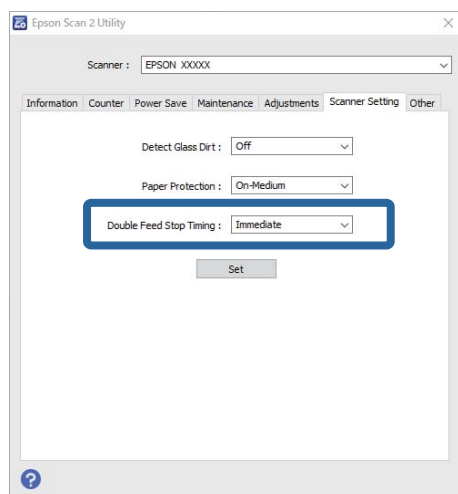 Epson Scan 2 Utility
Scanner : EPSON XXXXX
Information Counter Power Save Maintenance Adjustments Scanner Setting Other
Detect Glass Dirt : Off
Paper Protection : On-Medium
Double Feed Stop Timing : Immediate
Set
?